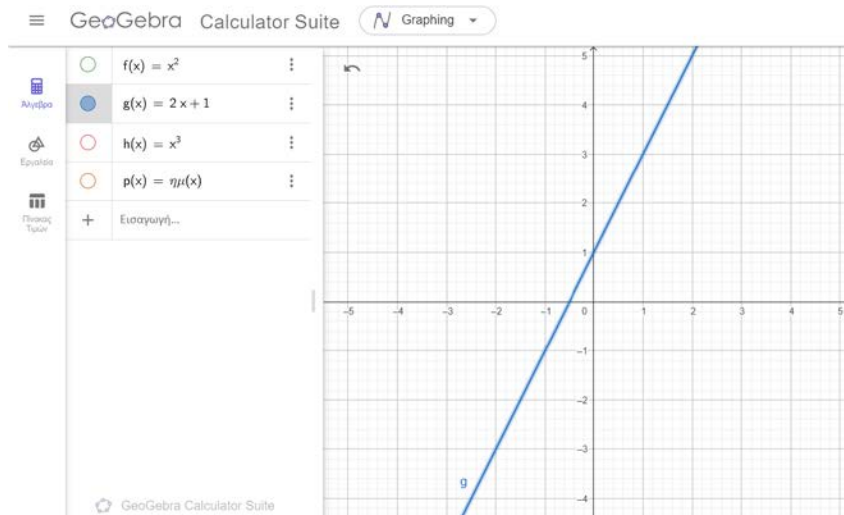 GeoGebra Calculator Suite Graphing
f(x) = x²
g(x) = 2 x + 1
h(x) = x³
p(x) = ημ(x)
+ Εισαγωγή...
Άλγεβρα
Εργαλεία
Πίνακας
Τιμών
GeoGebra Calculator Suite
5
4
3
2
1
−5 −4 −3 −2 −1 0 1 2 3 4 5
−1
−2
−3
−4
g